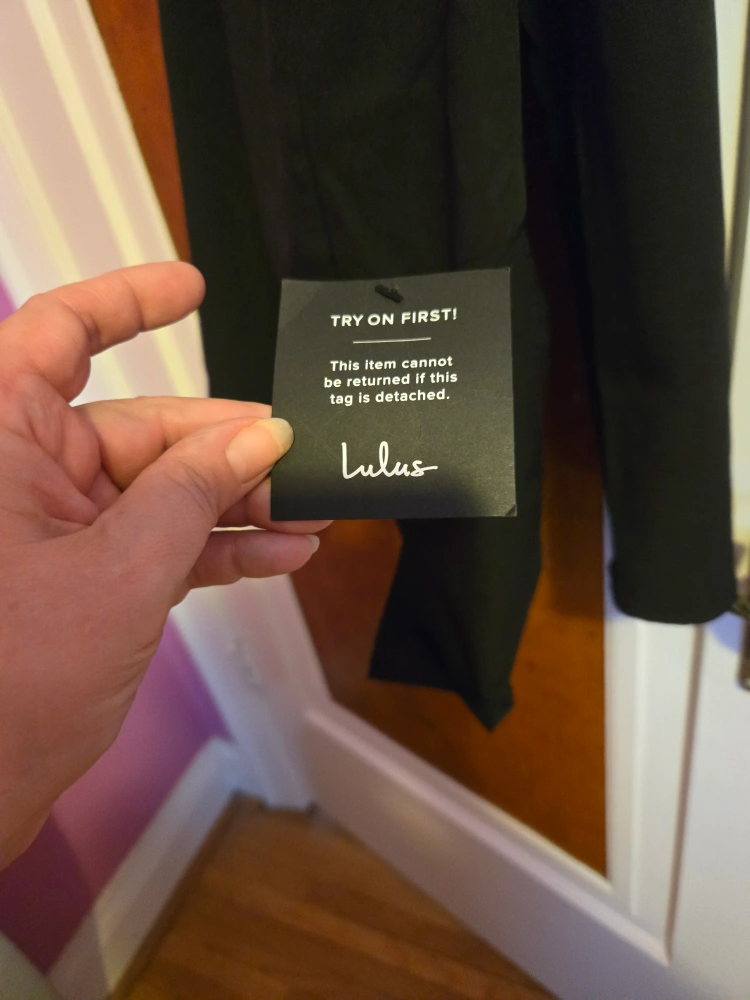 TRY ON FIRST!
This item cannot
be returned if this
tag is detached.
Lulus